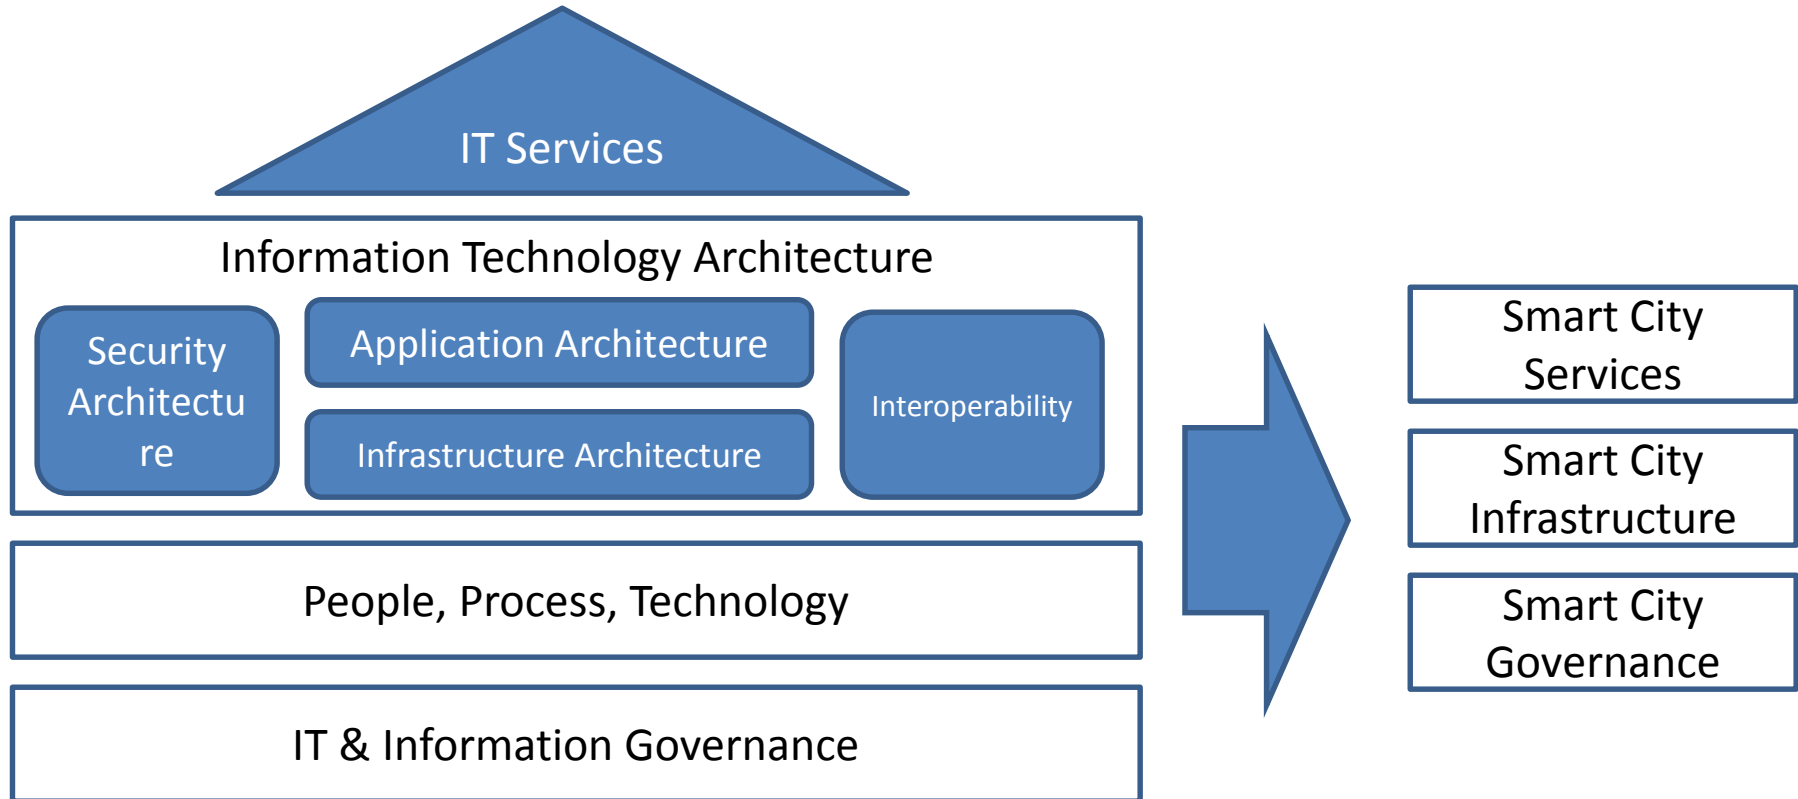 IT Services
Information Technology Architecture
Security
Architectu
re
Application Architecture
Infrastructure Architecture
Interoperability
People, Process, Technology
IT & Information Governance
Smart City
Services
Smart City
Infrastructure
Smart City
Governance